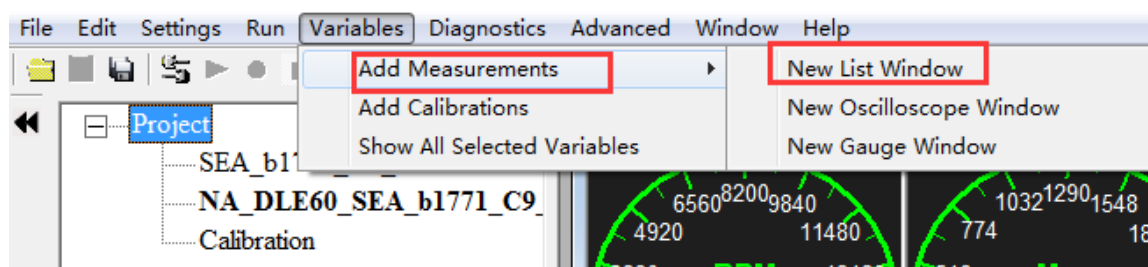 File Edit Settings Run Variables Diagnostics Advanced Window Help
Add Measurements New List Window
Add Calibrations New Oscilloscope Window
Show All Selected Variables New Gauge Window
Project
NA_DLE60_SEA_b1771_C9_
Calibration
6560 8200 9840
4920 11480
1032 1290 1548
774